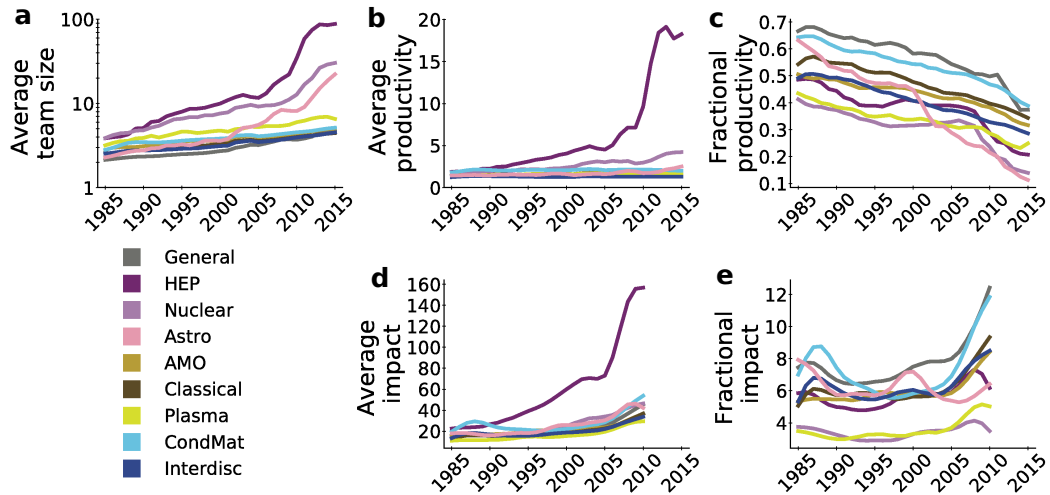 a
Average
team size
100
10
1
1985
1990
1995
2000
2005
2010
2015
b
Average
productivity
20
15
10
5
0
1985
1990
1995
2000
2005
2010
2015
c
Fractional
productivity
0.7
0.6
0.5
0.4
0.3
0.2
0.1
1985
1990
1995
2000
2005
2010
2015
General
HEP
Nuclear
Astro
AMO
Classical
Plasma
CondMat
Interdisc
d
Average
impact
160
140
120
100
80
60
40
20
1985
1990
1995
2000
2005
2010
2015
e
Fractional
impact
12
10
8
6
4
1985
1990
1995
2000
2005
2010
2015